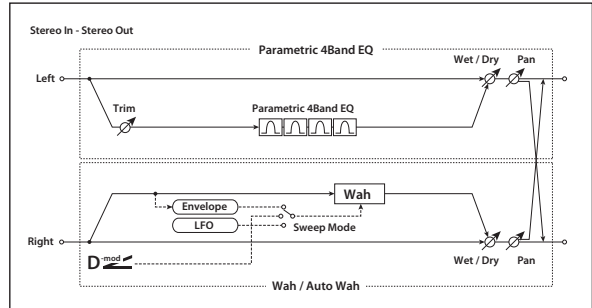 Stereo In - Stereo Out
Parametric 4Band EQ
Wet / Dry
Pan
Left
Trim
Parametric 4Band EQ
Envelope
LFO
Wah
Sweep Mode
Right
D-mod
Wet / Dry
Pan
Wah / Auto Wah